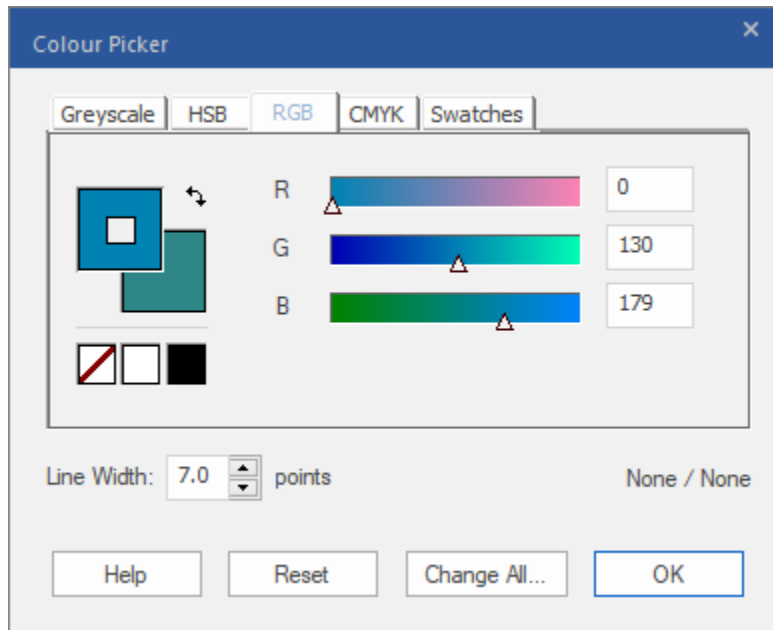 Colour Picker
Greyscale HSB RGB CMYK Swatches
R 0
G 130
B 179
Line Width: 7.0 points None / None
Help Reset Change All... OK